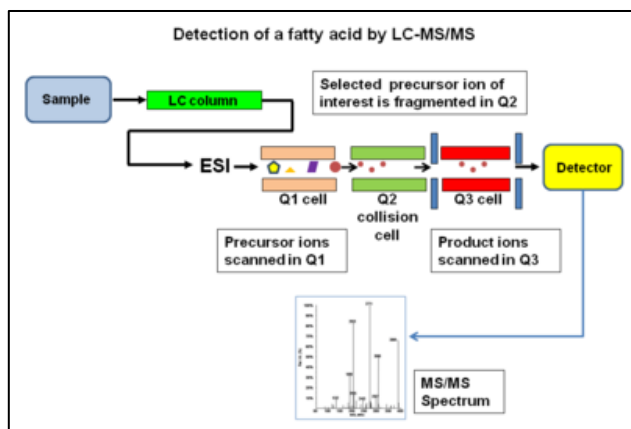 Detection of a fatty acid by LC-MS/MS
Sample
LC column
Selected precursor ion of
interest is fragmented in Q2
ESI
Q1 cell
Q2
collision
cell
Q3 cell
Detector
Precursor ions
scanned in Q1
Product ions
scanned in Q3
MS/MS
Spectrum